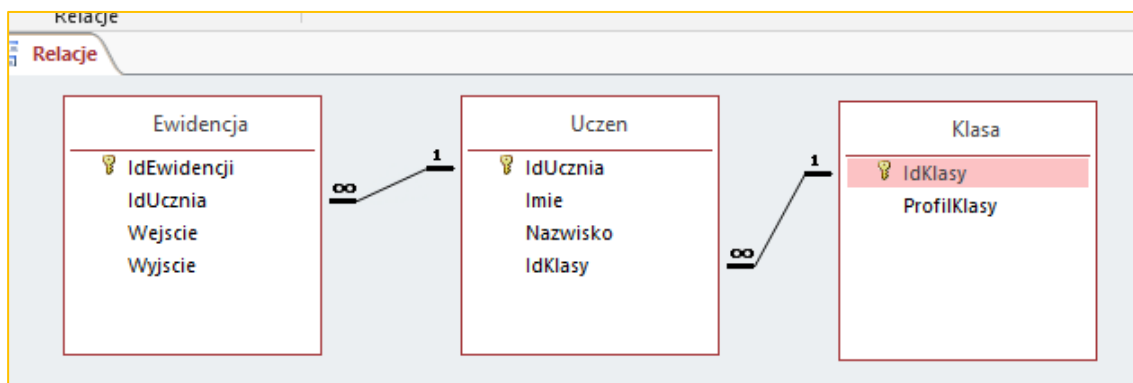 Relacje
Relacje
Ewidencja
IdEwidencji
IdUcznia
Wejscie
Wyjscie
∞
1
Uczen
IdUcznia
Imie
Nazwisko
IdKlasy
∞
1
Klasa
IdKlasy
ProfilKlasy